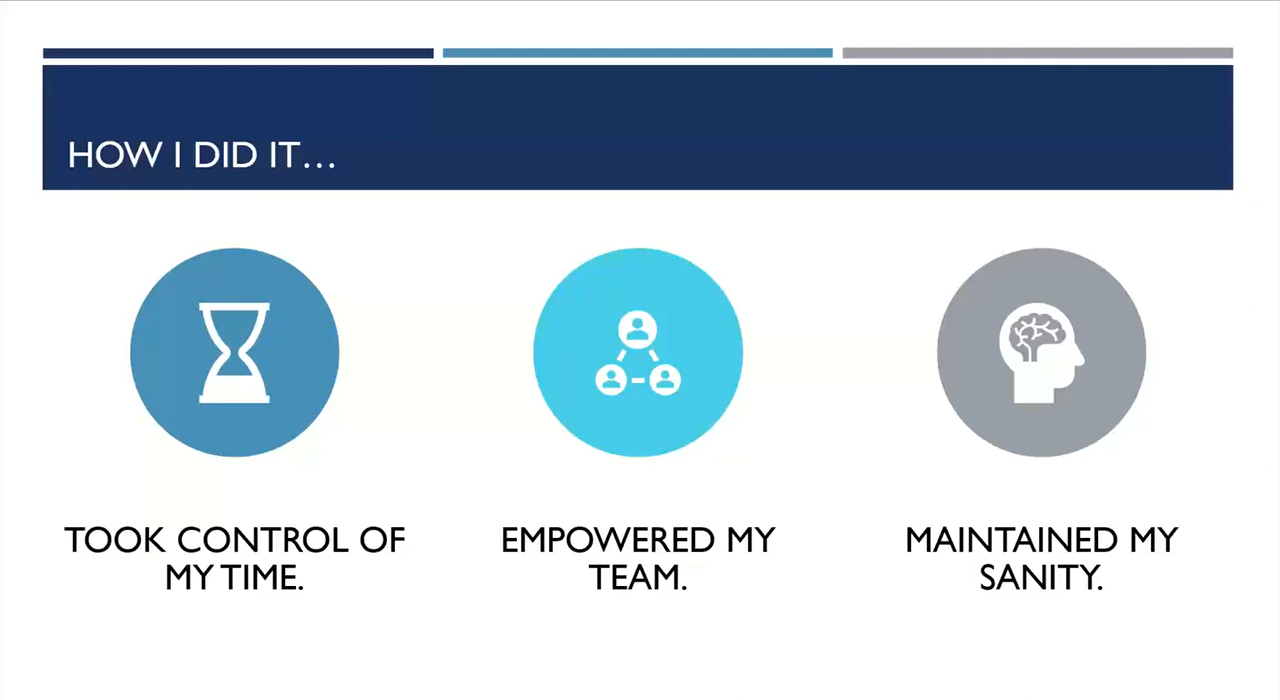 HOW I DID IT…
TOOK CONTROL OF
MY TIME.
EMPOWERED MY
TEAM.
MAINTAINED MY
SANITY.